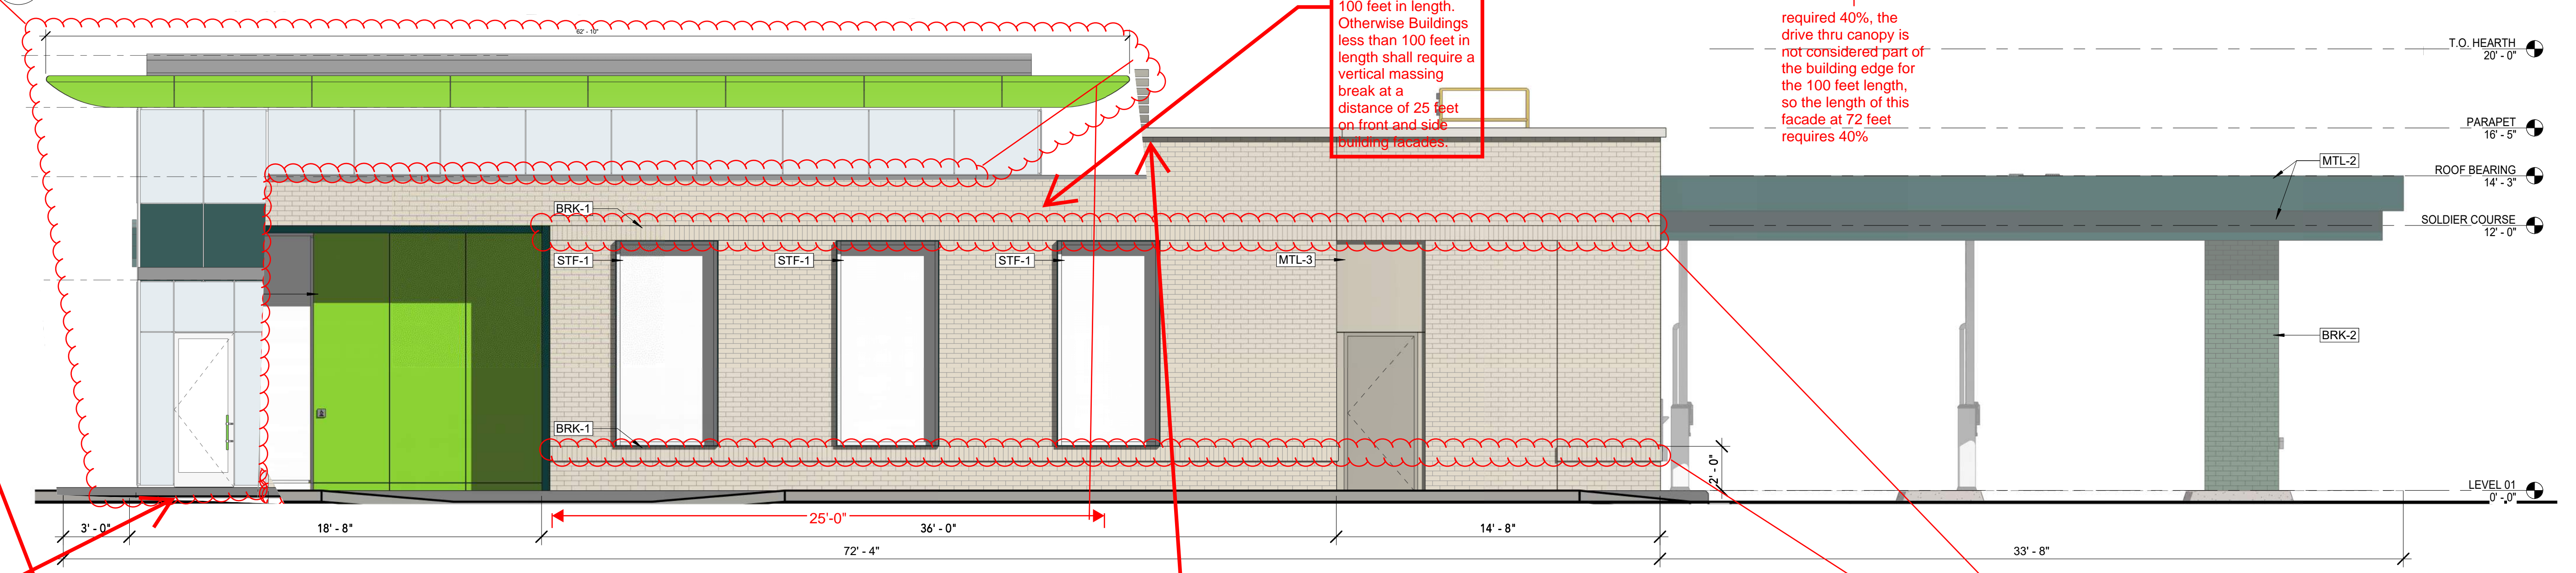 62' - 10"
100 feet in length.
Otherwise Buildings
less than 100 feet in
length shall require a
vertical massing
break at a
distance of 25 feet
on front and side
building facades.
required 40%, the
drive thru canopy is
not considered part of
the building edge for
the 100 feet length,
so the length of this
facade at 72 feet
requires 40%
T.O. HEARTH
20' - 0"
PARAPET
16' - 5"
MTL-2
ROOF BEARING
14' - 3"
SOLDIER COURSE
12' - 0"
BRK-1
STF-1
STF-1
STF-1
MTL-3
BRK-2
BRK-1
2' - 0"
LEVEL 01
0' - 0"
3' - 0"
18' - 8"
25'-0"
36' - 0"
14' - 8"
72' - 4"
33' - 8"